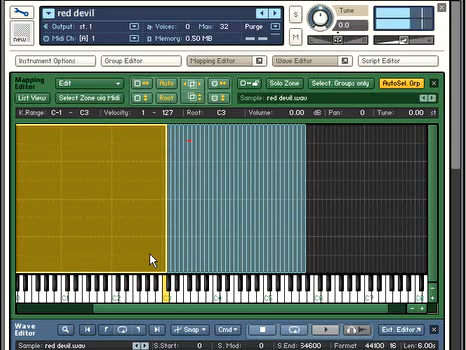 red devil
Output: st. 1 Voices: 0 Max: 32 Purge
Midi Ch: [A] 1 Memory: 0.50 MB
new
S
M
Tune
0.0
Instrument Options Group Editor Mapping Editor Wave Editor Script Editor
Mapping Editor
Edit Auto Solo Zone Select. Groups only AutoSel. Grp
List View Select Zone via Midi Root Sample: red devil.wav
K.Range: C-1 - C3 Velocity: 1 - 127 Root: C3 Volume: 0.00 dB Pan: 0 Tune: 0.00 st
Wave Editor
Snap Cmd Ext. Editor
Sample: red devil.wav S.Start: 0 S. Mod: 0 S.End: 34600 Format 44100 16 Len: 6.00s